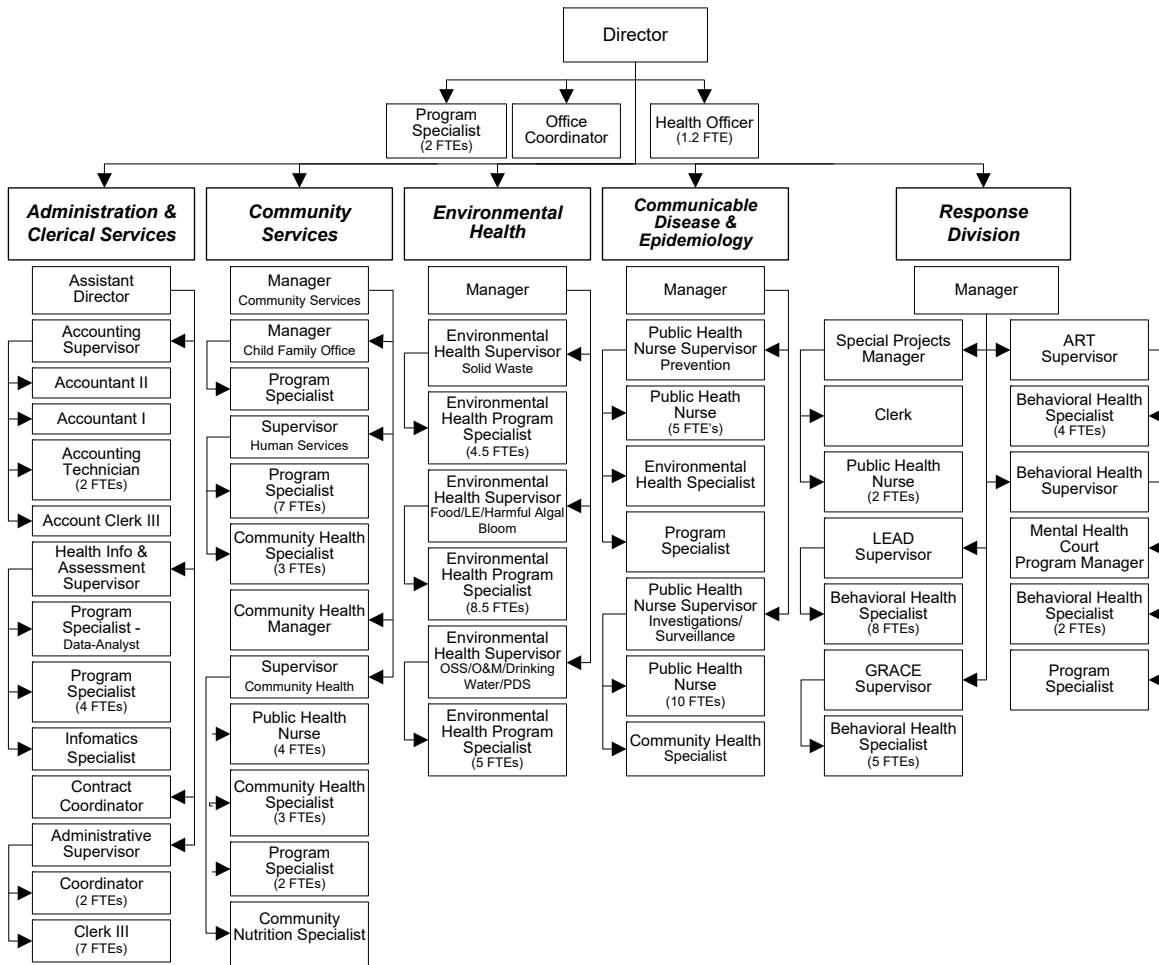 Director
Program
Specialist
(2 FTEs)
Office
Coordinator
Health Officer
(1.2 FTE)
Administration &
Clerical Services
Assistant
Director
Accounting
Supervisor
Accountant II
Accountant I
Accounting
Technician
(2 FTEs)
Account Clerk III
Health Info &
Assessment
Supervisor
Program
Specialist -
Data-Analyst
Program
Specialist
(4 FTEs)
Infomatics
Specialist
Contract
Coordinator
Administrative
Supervisor
Coordinator
(2 FTEs)
Clerk III
(7 FTEs)
Community
Services
Manager
Community Services
Manager
Child Family Office
Program
Specialist
Supervisor
Human Services
Program
Specialist
(7 FTEs)
Community Health
Specialist
(3 FTEs)
Community Health
Manager
Supervisor
Community Health
Public Health
Nurse
(4 FTEs)
Community Health
Specialist
(3 FTEs)
Program
Specialist
(2 FTEs)
Community
Nutrition Specialist
Environmental
Health
Manager
Environmental
Health Supervisor
Solid Waste
Environmental
Health Program
Specialist
(4.5 FTEs)
Environmental
Health Supervisor
Food/LE/Harmful Algal
Bloom
Environmental
Health Program
Specialist
(8.5 FTEs)
Environmental
Health Supervisor
OSS/O&M/Drinking
Water/PDS
Environmental
Health Program
Specialist
(5 FTEs)
Communicable
Disease &
Epidemiology
Manager
Public Health
Nurse Supervisor
Prevention
Public Heath
Nurse
(5 FTE's)
Environmental
Health Specialist
Program
Specialist
Public Health
Nurse Supervisor
Investigations/
Surveillance
Public Health
Nurse
(10 FTEs)
Community Health
Specialist
Response
Division
Manager
Special Projects
Manager
Clerk
Public Health
Nurse
(2 FTEs)
LEAD
Supervisor
Behavioral Health
Specialist
(8 FTEs)
GRACE
Supervisor
Behavioral Health
Specialist
(5 FTEs)
ART
Supervisor
Behavioral Health
Specialist
(4 FTEs)
Behavioral Health
Supervisor
Mental Health
Court
Program Manager
Behavioral Health
Specialist
(2 FTEs)
Program
Specialist